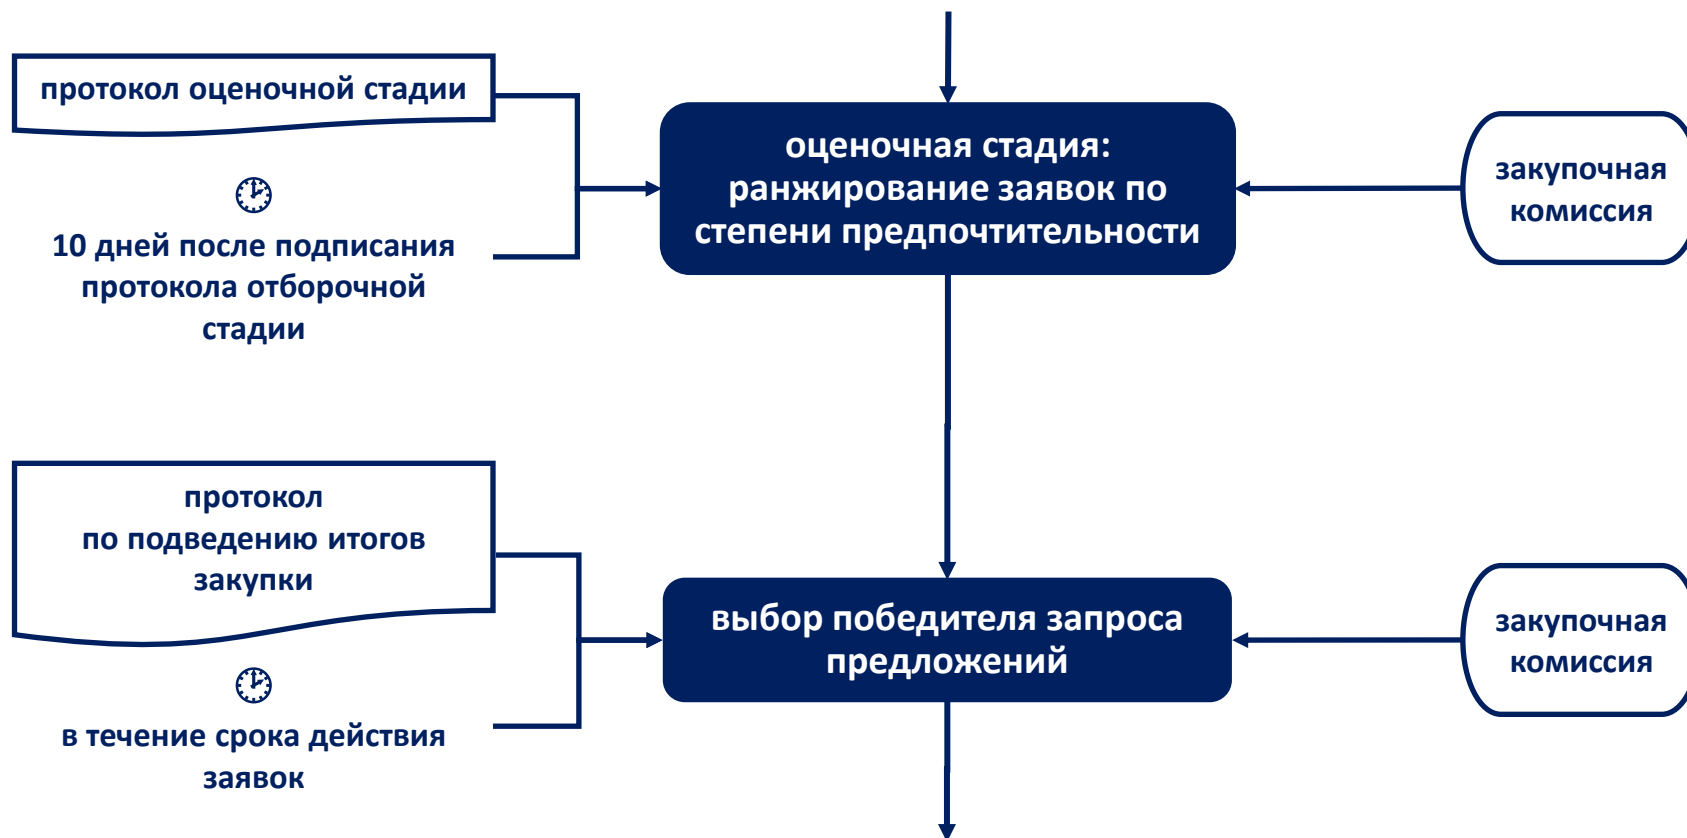 протокол оценочной стадии
10 дней после подписания
протокола отборочной
стадии
оценочная стадия:
ранжирование заявок по
степени предпочтительности
закупочная
комиссия
протокол
по подведению итогов
закупки
в течение срока действия
заявок
выбор победителя запроса
предложений
закупочная
комиссия